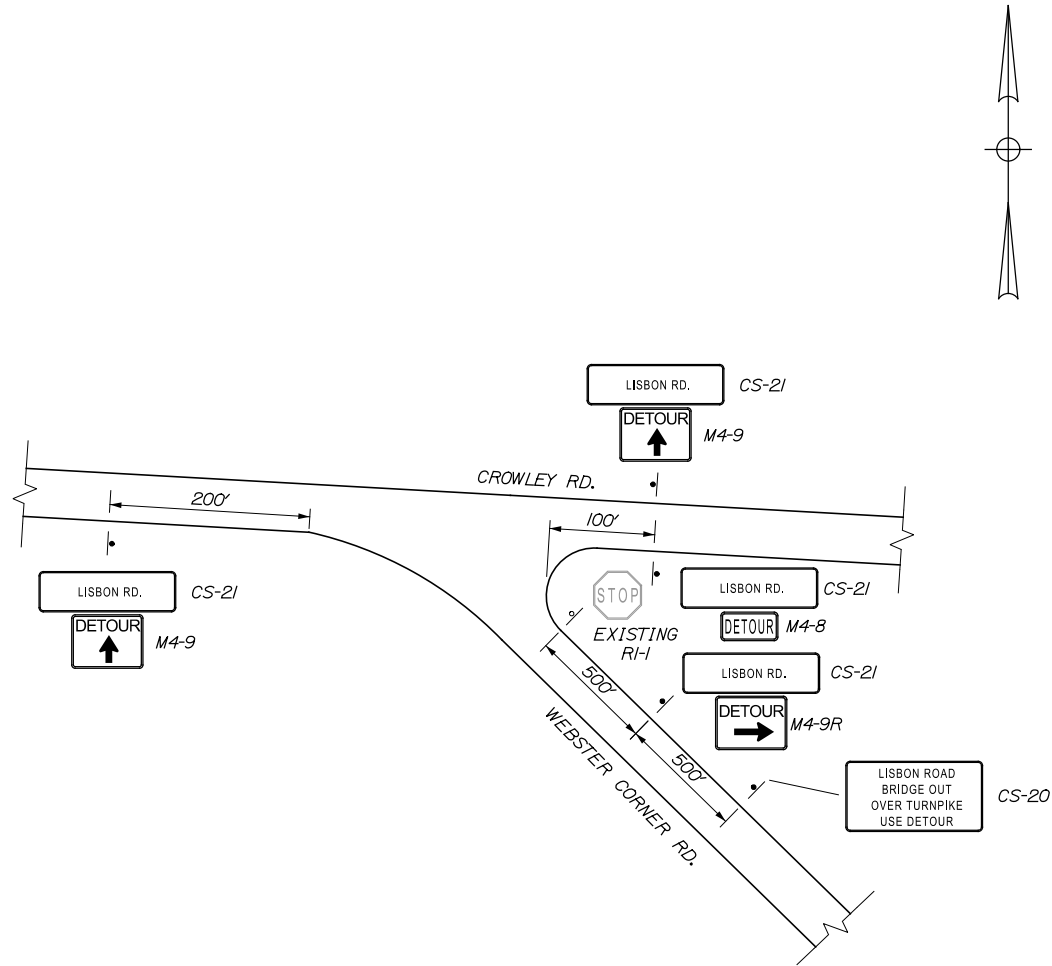 LISBON RD.
CS-21
DETOUR
M4-9
CROWLEY RD.
200'
100'
LISBON RD.
CS-21
DETOUR
M4-9
STOP
EXISTING
R1-1
LISBON RD.
CS-21
DETOUR
M4-8
LISBON RD.
CS-21
DETOUR
M4-9R
500'
500'
WEBSTER CORNER RD.
LISBON ROAD
BRIDGE OUT
OVER TURNPIKE
USE DETOUR
CS-20